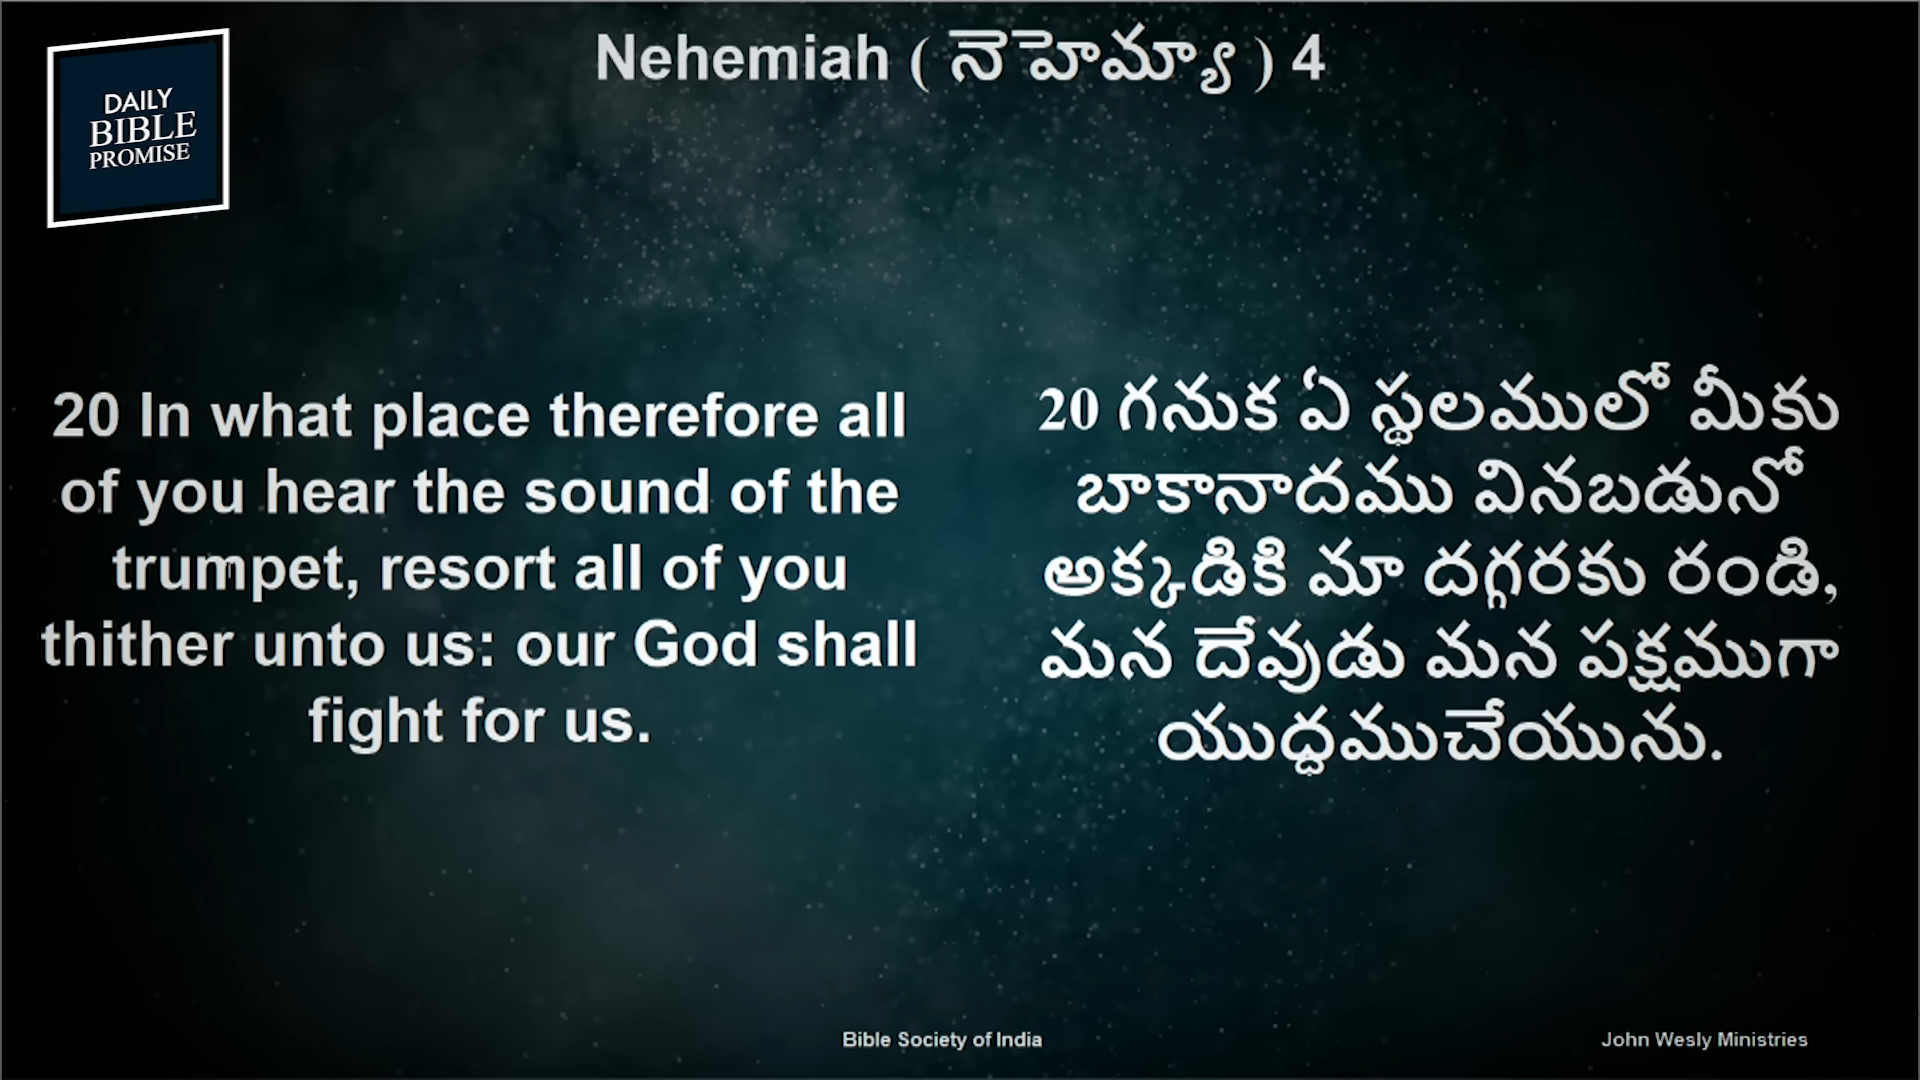 DAILY
BIBLE
PROMISE
Nehemiah ( నెహెమ్యా ) 4
20 In what place therefore all
of you hear the sound of the
trumpet, resort all of you
thither unto us: our God shall
fight for us.
20 గనుక ఏ స్థలములో మీకు
బాకానాదము వినబడునో
అక్కడికి మా దగ్గరకు రండి,
మన దేవుడు మన పక్షముగా
యుద్ధముచేయును.
Bible Society of India
John Wesly Ministries